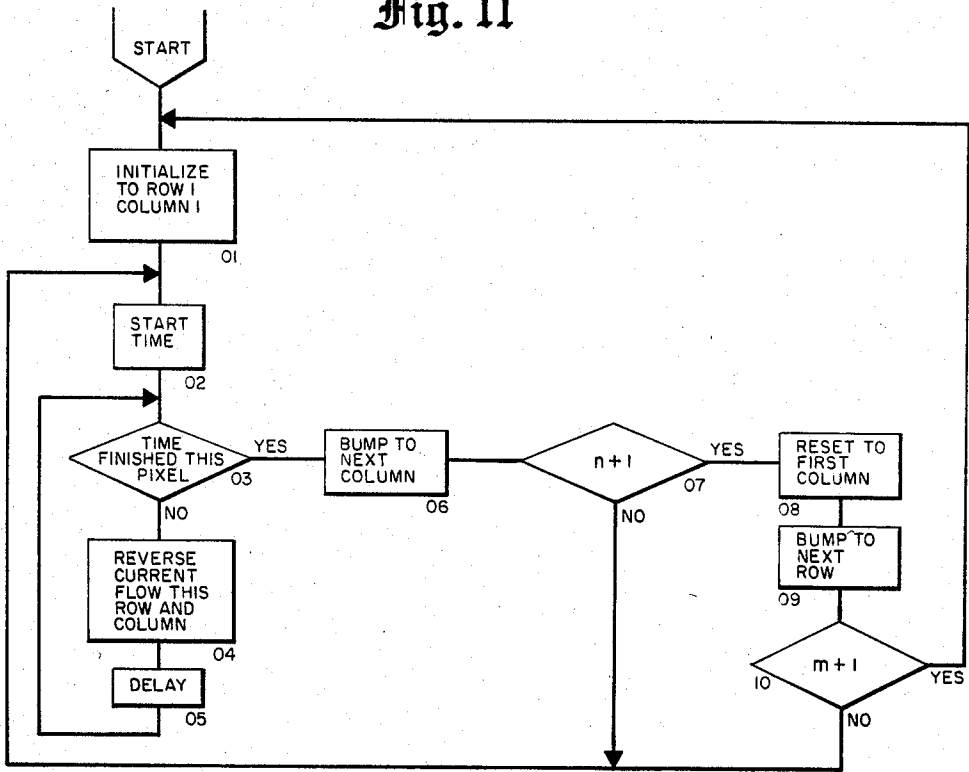 Fig. 11
START
INITIALIZE
TO ROW 1
COLUMN 1
01
START
TIME
02
TIME
FINISHED THIS
PIXEL
03
YES
NO
BUMP TO
NEXT
COLUMN
06
n+1
07
YES
NO
RESET TO
FIRST
COLUMN
08
BUMP TO
NEXT
ROW
09
m+1
10
YES
NO
REVERSE
CURRENT
FLOW THIS
ROW AND
COLUMN
04
DELAY
05